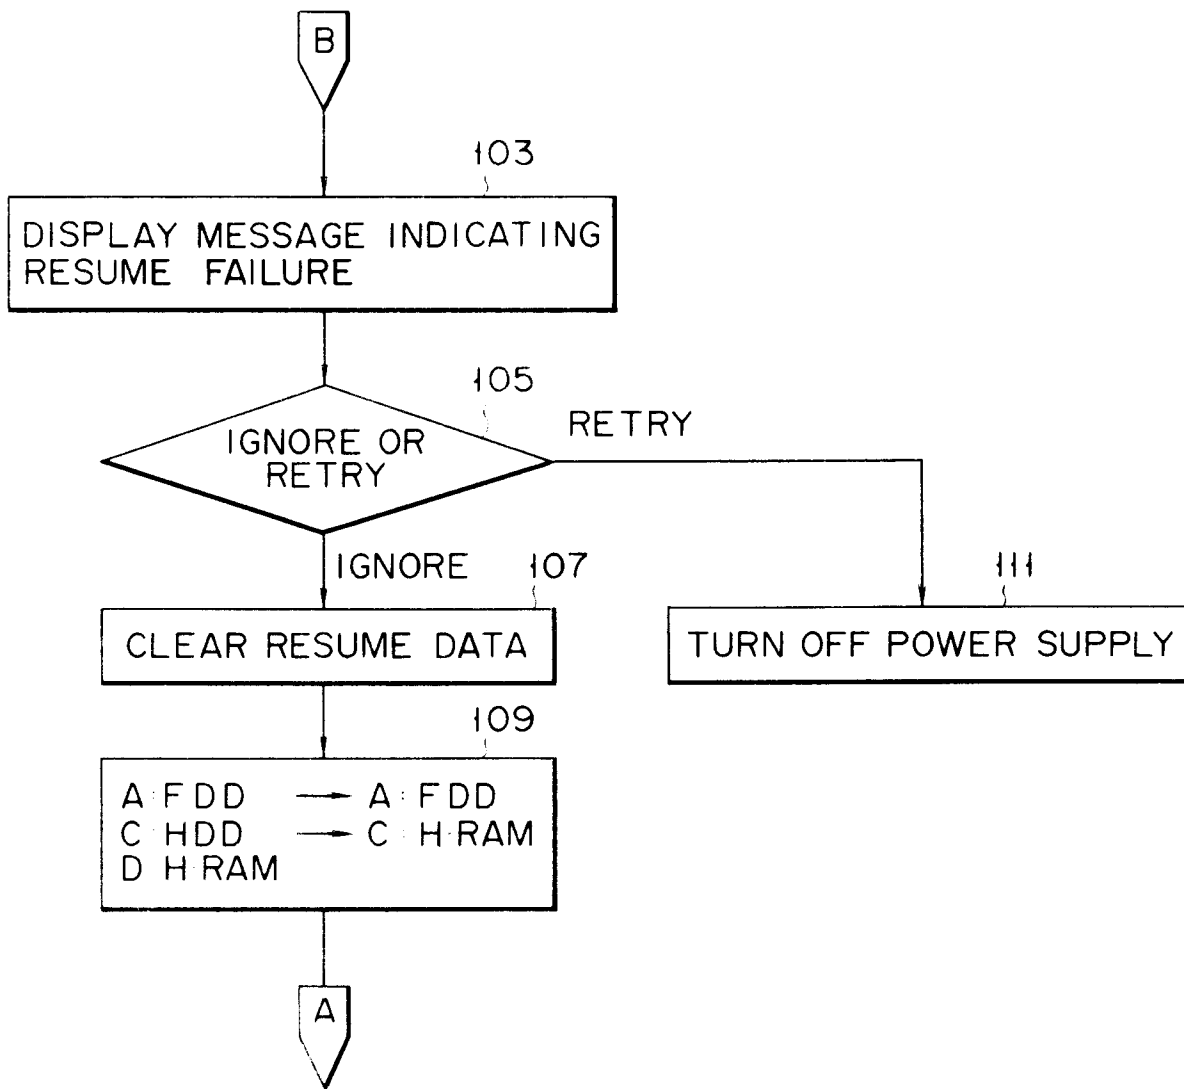 B
103
DISPLAY MESSAGE INDICATING
RESUME FAILURE
105
IGNORE OR
RETRY
RETRY
IGNORE
107
111
CLEAR RESUME DATA
TURN OFF POWER SUPPLY
109
A:FDD → A:FDD
C HDD → C:H·RAM
D H·RAM
A